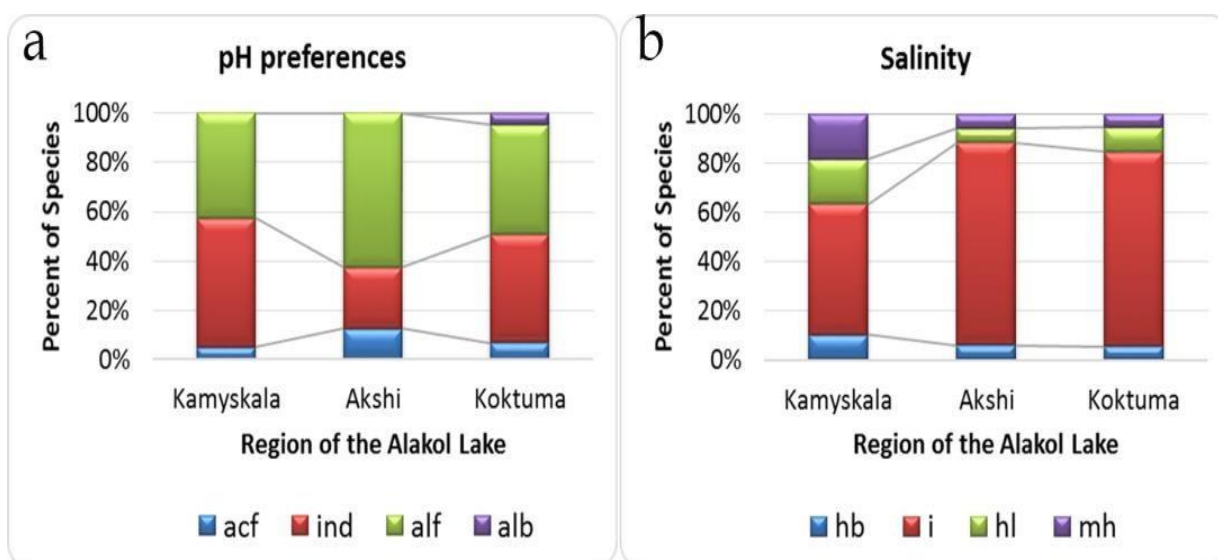 a
pH preferences
Percent of Species
100%
80%
60%
40%
20%
0%
Kamyskala Akshi Koktuma
Region of the Alakol Lake
acf ind alf alb
b
Salinity
Percent of Species
100%
80%
60%
40%
20%
0%
Kamyskala Akshi Koktuma
Region of the Alakol Lake
hb i hl mh